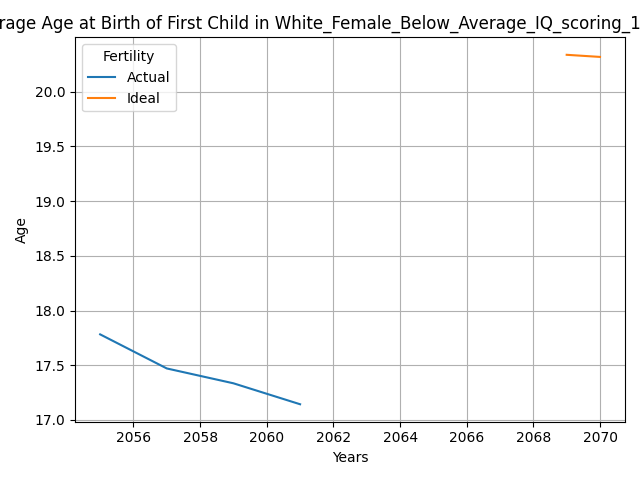 rage Age at Birth of First Child in White_Female_Below_Average_IQ_scoring_1
Fertility
Actual
Ideal
20.0
19.5
19.0
18.5
18.0
17.5
17.0
Age
2056 2058 2060 2062 2064 2066 2068 2070
Years